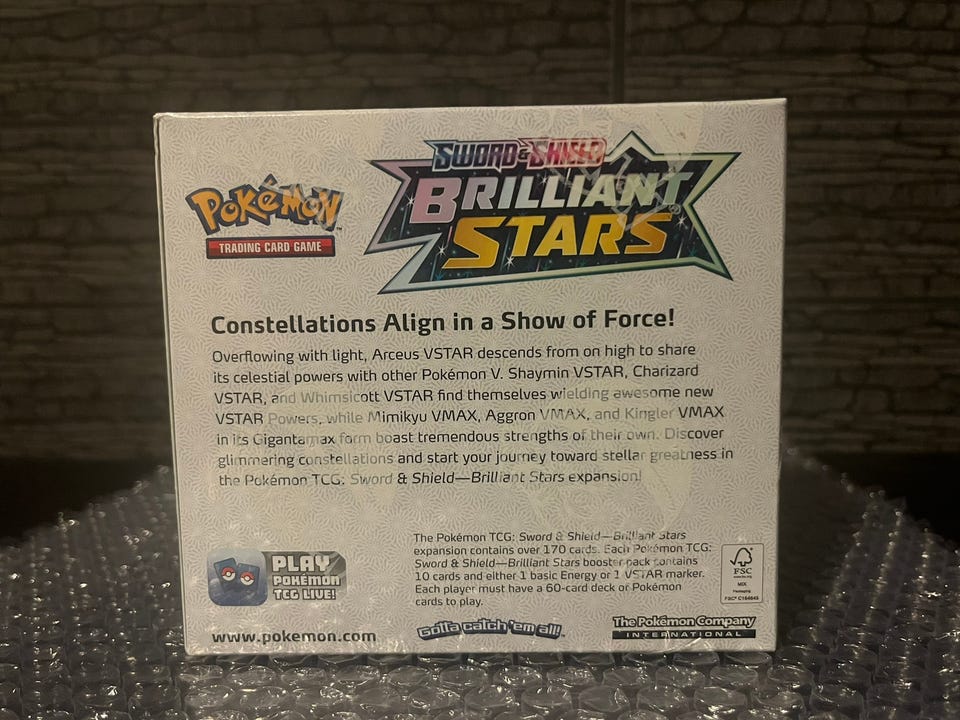 SWORD & SHIELD
BRILLIANT
STARS
POKéMON
TRADING CARD GAME
Constellations Align in a Show of Force!
Overflowing with light, Arceus VSTAR descends from on high to share
its celestial powers with other Pokémon V. Shaymin VSTAR, Charizard
VSTAR, and Whimsicott VSTAR find themselves wielding awesome new
VSTAR Powers, while Mimikyu VMAX, Aggron VMAX, and Kingler VMAX
in its Gigantamax form boast tremendous strengths of their own. Discover
glimmering constellations and start your journey toward stellar greatness in
the Pokémon TCG: Sword & Shield—Brilliant Stars expansion!
The Pokémon TCG: Sword & Shield—Brilliant Stars
expansion contains over 170 cards. Each Pokémon TCG:
Sword & Shield—Brilliant Stars booster pack contains
10 cards and either 1 basic Energy or 1 VSTAR marker.
Each player must have a 60-card deck of Pokémon
cards to play.
PLAY
POKéMON
TCG LIVE!
FSC
MIX
Packaging
www.pokemon.com
Gotta catch 'em all!™
The Pokémon Company
INTERNATIONAL